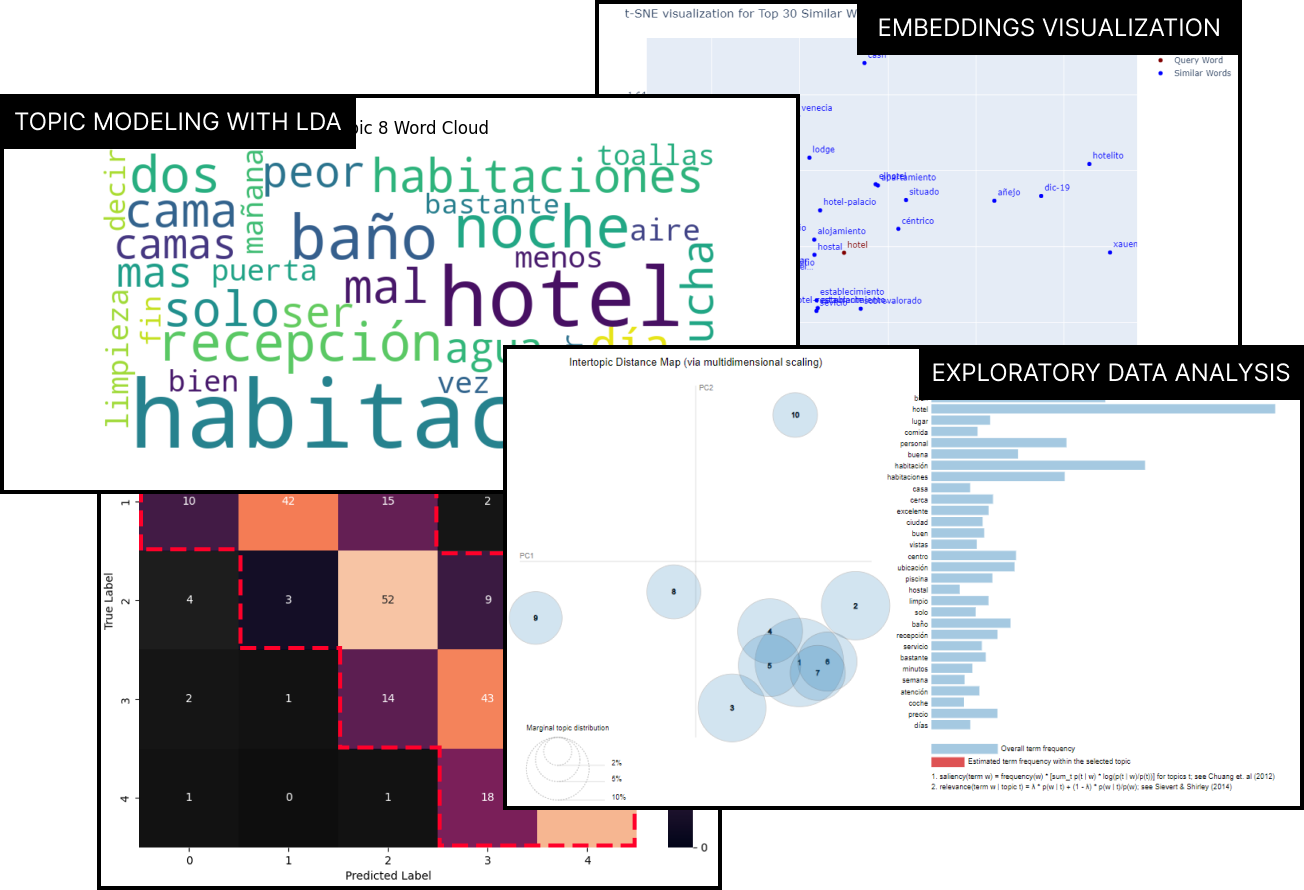 t-SNE visualization for Top 30 Similar W
EMBEDDINGS VISUALIZATION
Query Word
Similar Words
venecia
lodge
hotelito
apartamento
situado
añejo
dic-19
hotel-palacio
céntrico
alojamiento
hostal
hotel
xauen
establecimiento
TOPIC MODELING WITH LDA
pic 8 Word Cloud
decir
dos
mañana
peor
habitaciones
toallas
cama
bastante
camas
baño
noche
aire
menos
mas
puerta
mal
hotel
ucha
limpieza
fin
solo
ser
recepción
agua
día
bien
vez
habitac
EXPLORATORY DATA ANALYSIS
Intertopic Distance Map (via multidimensional scaling)
PC2
PC1
10
9
8
4
2
5
1
6
7
3
Marginal topic distribution
2%
5%
10%
hotel
lugar
comida
personal
buena
habitación
habitaciones
casa
cerca
excelente
ciudad
buen
vistas
centro
ubicación
piscina
hostal
limpio
solo
baño
recepción
servicio
bastante
minutos
semana
atención
coche
precio
días
Overall term frequency
Estimated term frequency within the selected topic
1. saliency(term w) = frequency(w) * [sum_t p(t | w) * log(p(t | w)/p(t))] for topics t; see Chuang et. al (2012)
2. relevance(term w | topic t) = λ * p(w | t) + (1 - λ) * p(w | t)/p(w); see Sievert & Shirley (2014)
True Label
1 10 42 15 2
2 4 3 52 9
3 2 1 14 43
4 1 0 1 18
0 1 2 3 4
Predicted Label
0